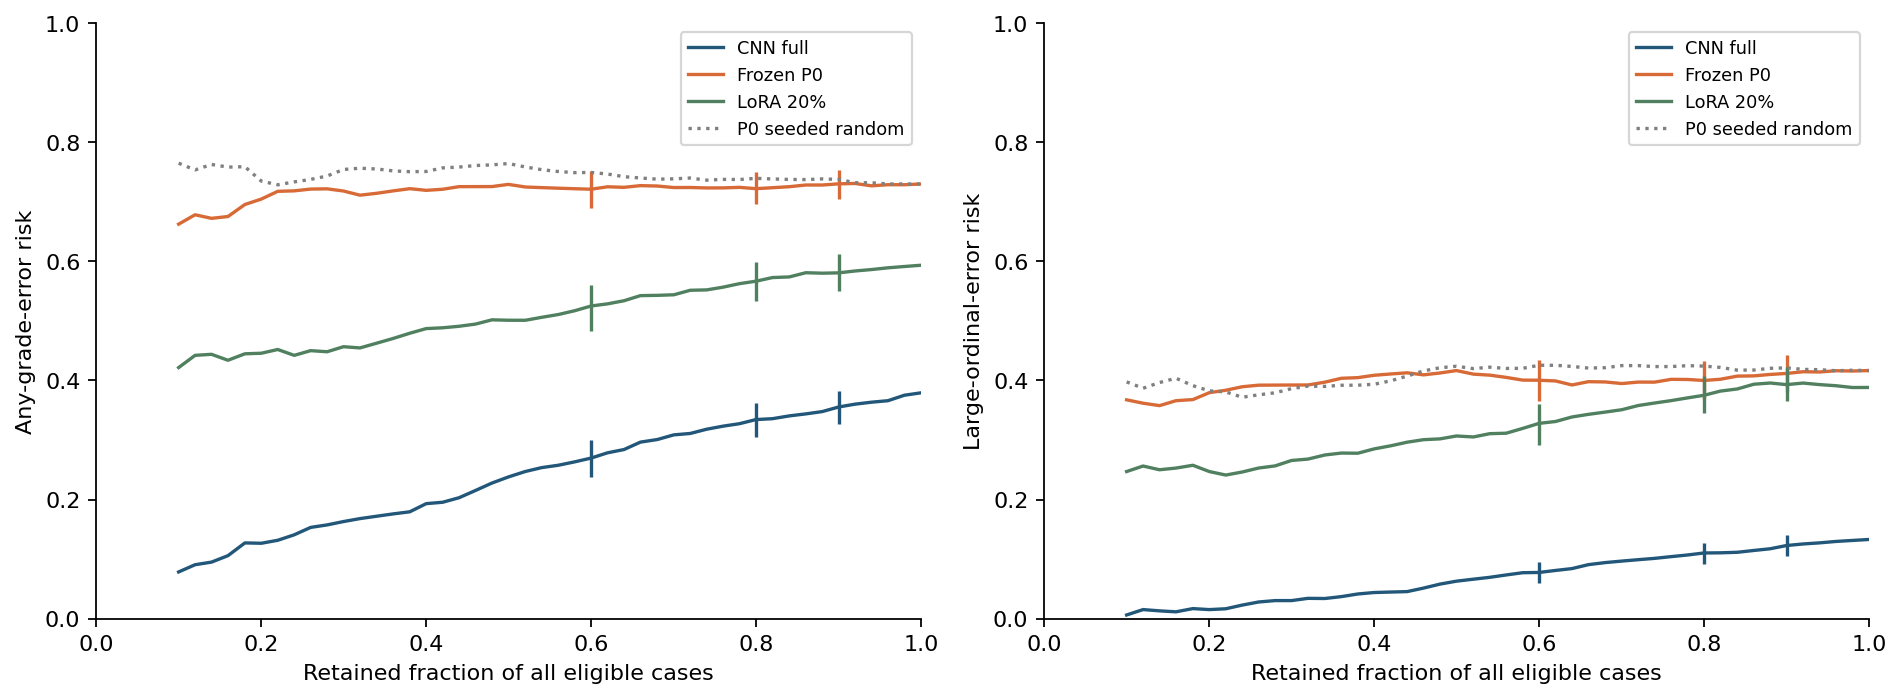 Any-grade-error risk
1.0
0.8
0.6
0.4
0.2
0.0
CNN full
Frozen P0
LoRA 20%
P0 seeded random
0.0 0.2 0.4 0.6 0.8 1.0
Retained fraction of all eligible cases
Large-ordinal-error risk
1.0
0.8
0.6
0.4
0.2
0.0
CNN full
Frozen P0
LoRA 20%
P0 seeded random
0.0 0.2 0.4 0.6 0.8 1.0
Retained fraction of all eligible cases